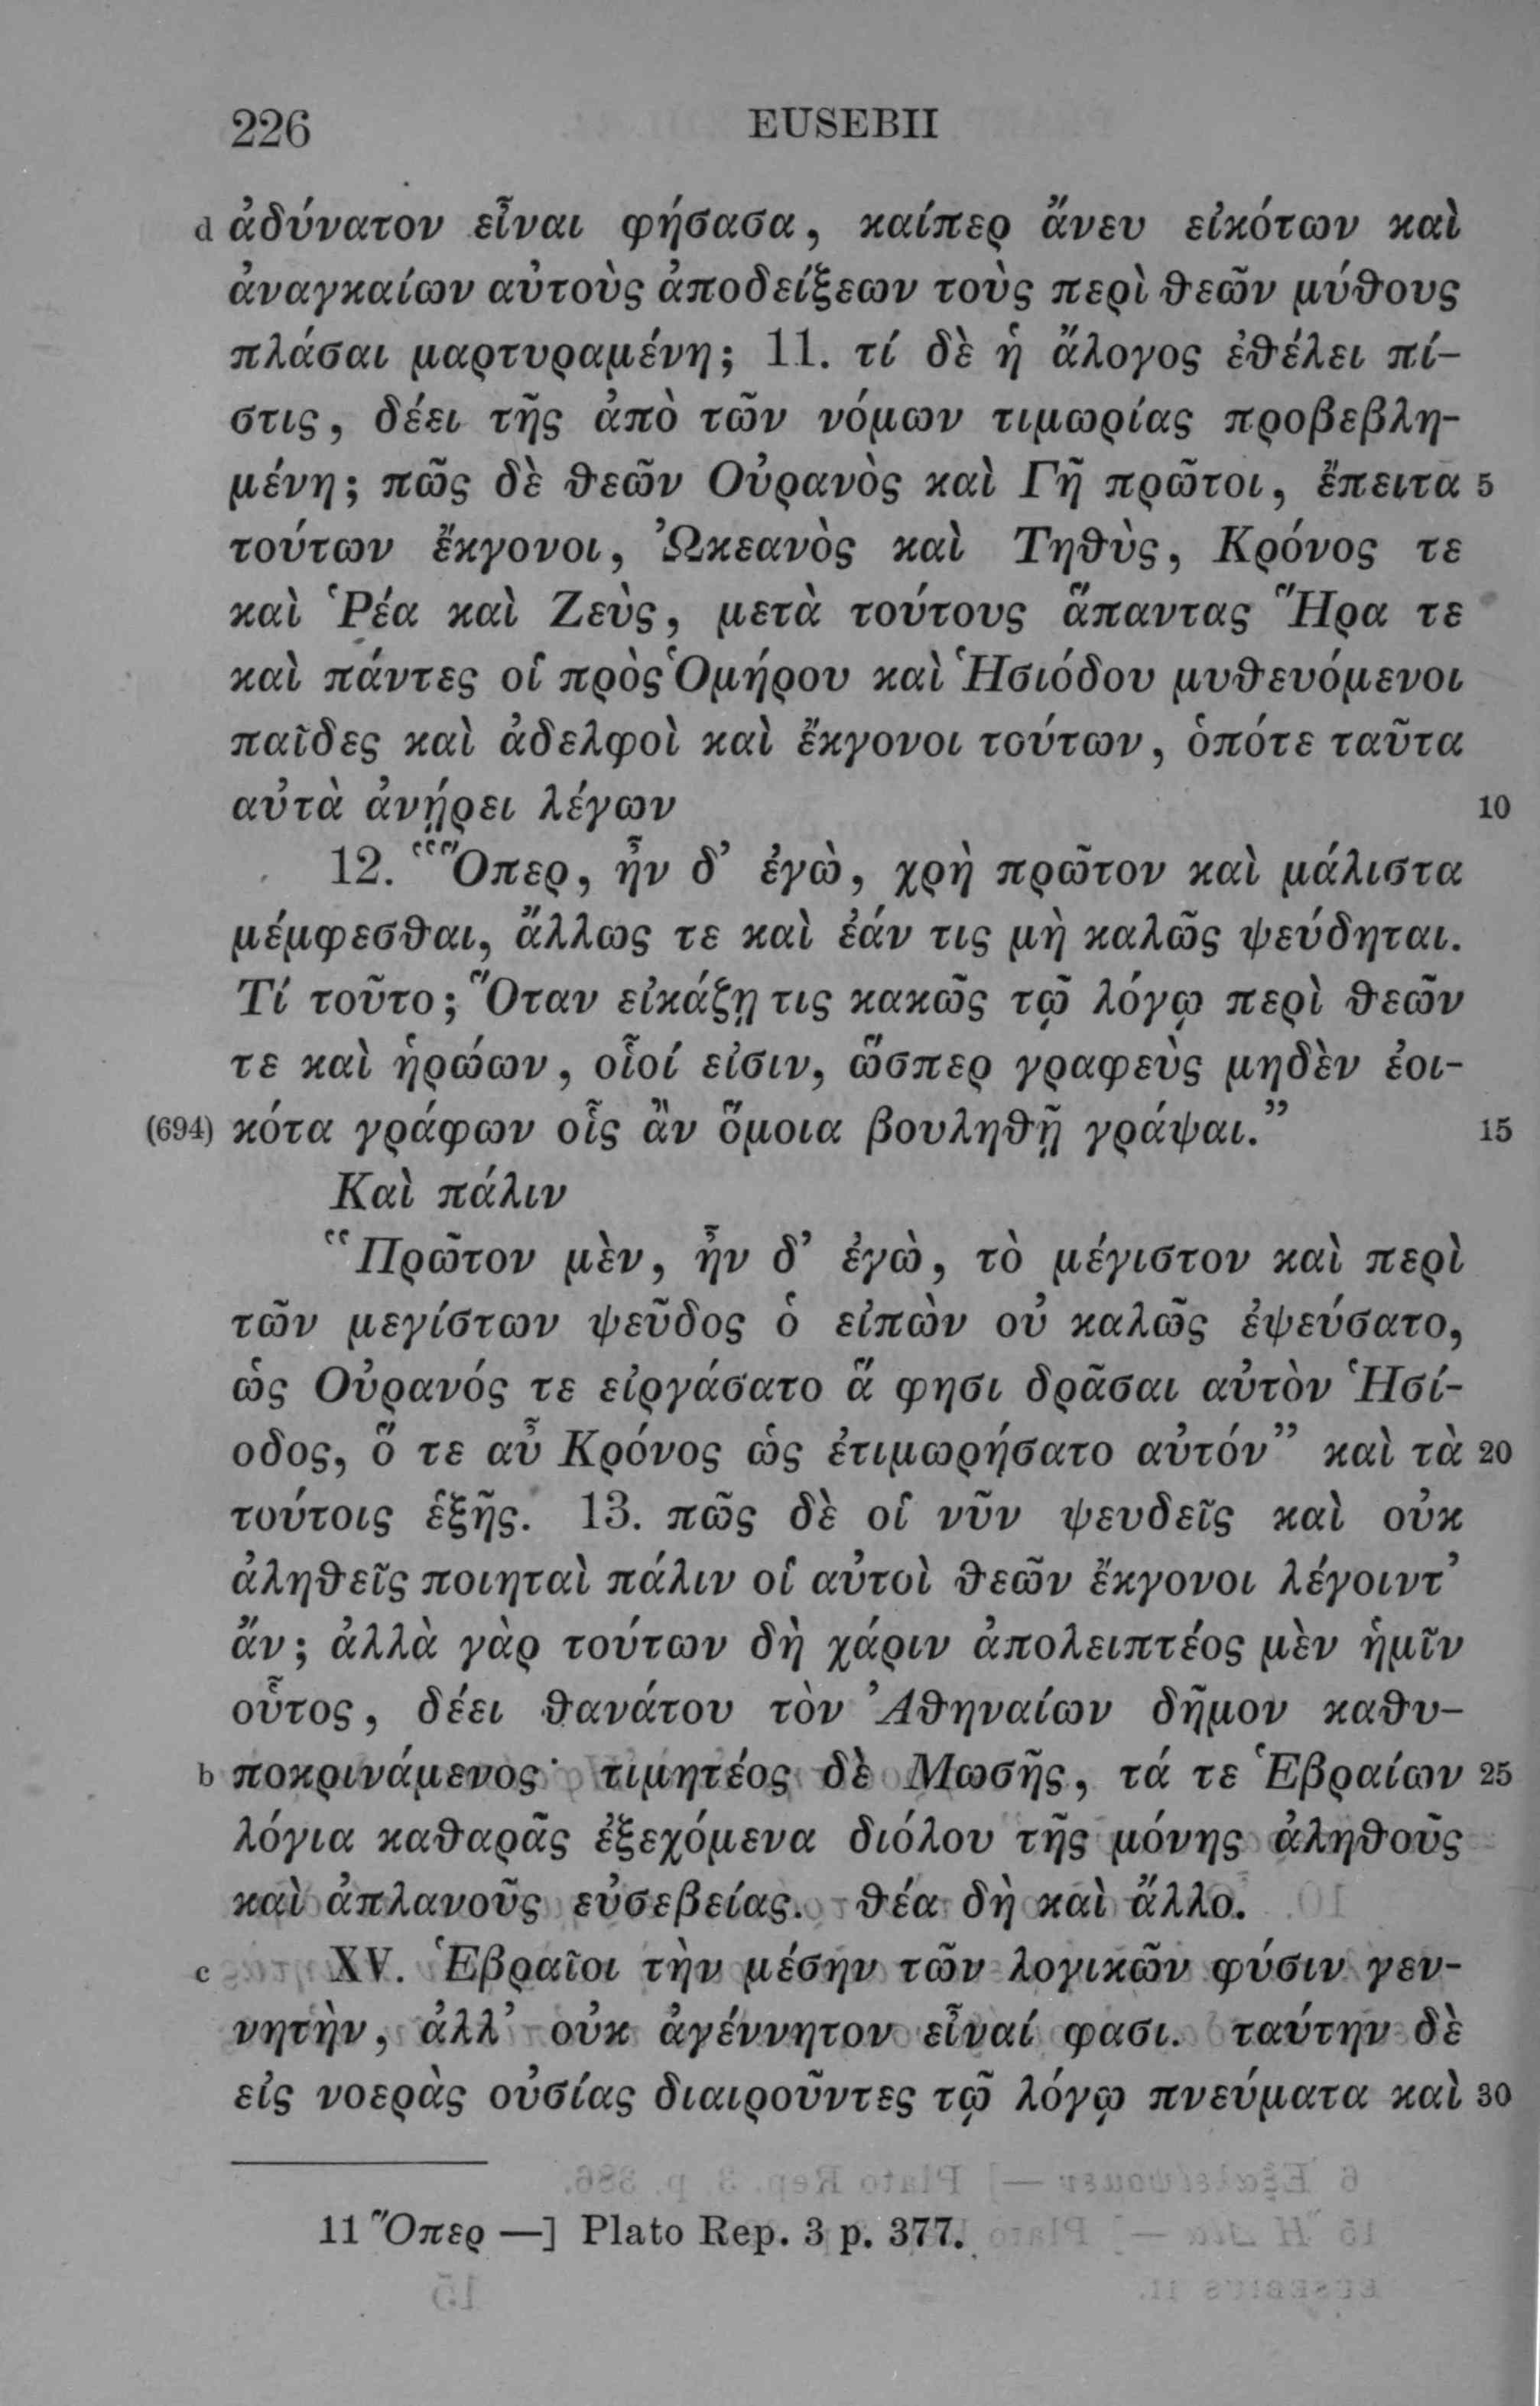 226 EUSEBII
d ἀδύνατον εἶναι φήσασα, καίπερ ἄνευ εἰκότων καὶ
ἀναγκαίων αὐτοὺς ἀποδείξεων τοὺς περὶ θεῶν μύθους
πλάσαι μαρτυραμένη; 11. τί δὲ ἡ ἄλογος ἐθέλει πί-
στις, δέει τῆς ἀπὸ τῶν νόμων τιμωρίας προβεβλη-
μένη; πῶς δὲ θεῶν Οὐρανὸς καὶ Γῆ πρῶτοι, ἔπειτα 5
τούτων ἔκγονοι, Ὠκεανὸς καὶ Τηθὺς, Κρόνος τε
καὶ Ῥέα καὶ Ζεὺς, μετὰ τούτους ἅπαντας Ἥρα τε
καὶ πάντες οἱ πρὸς Ὁμήρου καὶ Ἡσιόδου μυθευόμενοι
παῖδες καὶ ἀδελφοὶ καὶ ἔκγονοι τούτων, ὁπότε ταῦτα
αὐτὰ ἀνῄρει λέγων 10
12. “Ὅπερ, ἦν δ’ ἐγὼ, χρὴ πρῶτον καὶ μάλιστα
μέμφεσθαι, ἄλλως τε καὶ ἐάν τις μὴ καλῶς ψεύδηται.
Τί τοῦτο; Ὅταν εἰκάζῃ τις κακῶς τῷ λόγῳ περὶ θεῶν
τε καὶ ἡρώων, οἷοί εἰσιν, ὥσπερ γραφεὺς μηδὲν ἐοι-
(694) κότα γράφων οἷς ἂν ὅμοια βουληθῇ γράψαι.” 15
Καὶ πάλιν
“Πρῶτον μὲν, ἦν δ’ ἐγὼ, τὸ μέγιστον καὶ περὶ
τῶν μεγίστων ψεῦδος ὁ εἰπὼν οὐ καλῶς ἐψεύσατο,
ὡς Οὐρανός τε εἰργάσατο ἅ φησι δρᾶσαι αὐτὸν Ἡσί-
οδος, ὅ τε αὖ Κρόνος ὡς ἐτιμωρήσατο αὐτόν” καὶ τὰ 20
τούτοις ἑξῆς. 13. πῶς δὲ οἱ νῦν ψευδεῖς καὶ οὐκ
ἀληθεῖς ποιηταὶ πάλιν οἱ αὐτοὶ θεῶν ἔκγονοι λέγοιντ’
ἄν; ἀλλὰ γὰρ τούτων δὴ χάριν ἀπολειπτέος μὲν ἡμῖν
οὗτος, δέει θανάτου τὸν Ἀθηναίων δῆμον καθυ-
b ποκρινάμενος· τιμητέος δὲ Μωσῆς, τά τε Ἑβραίων 25
λόγια καθαρᾶς ἐξεχόμενα διόλου τῆς μόνης ἀληθοῦς
καὶ ἀπλανοῦς εὐσεβείας. θέα δὴ καὶ ἄλλο.
c XV. Ἑβραῖοι τὴν μέσην τῶν λογικῶν φύσιν γεν-
νητὴν, ἀλλ’ οὐκ ἀγέννητον εἶναί φασι. ταύτην δὲ
εἰς νοερὰς οὐσίας διαιροῦντες τῷ λόγῳ πνεύματα καὶ 30
11 Ὅπερ —] Plato Rep. 3 p. 377.